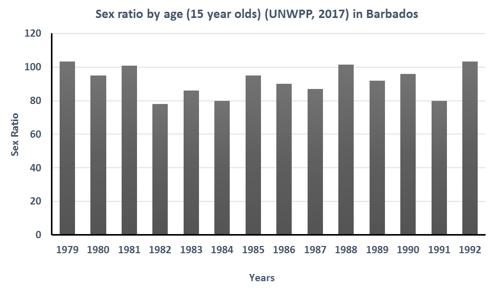 Sex ratio by age (15 year olds) (UNWPP, 2017) in Barbados
120
100
80
60
40
20
0
Sex Ratio
1979 1980 1981 1982 1983 1984 1985 1986 1987 1988 1989 1990 1991 1992
Years